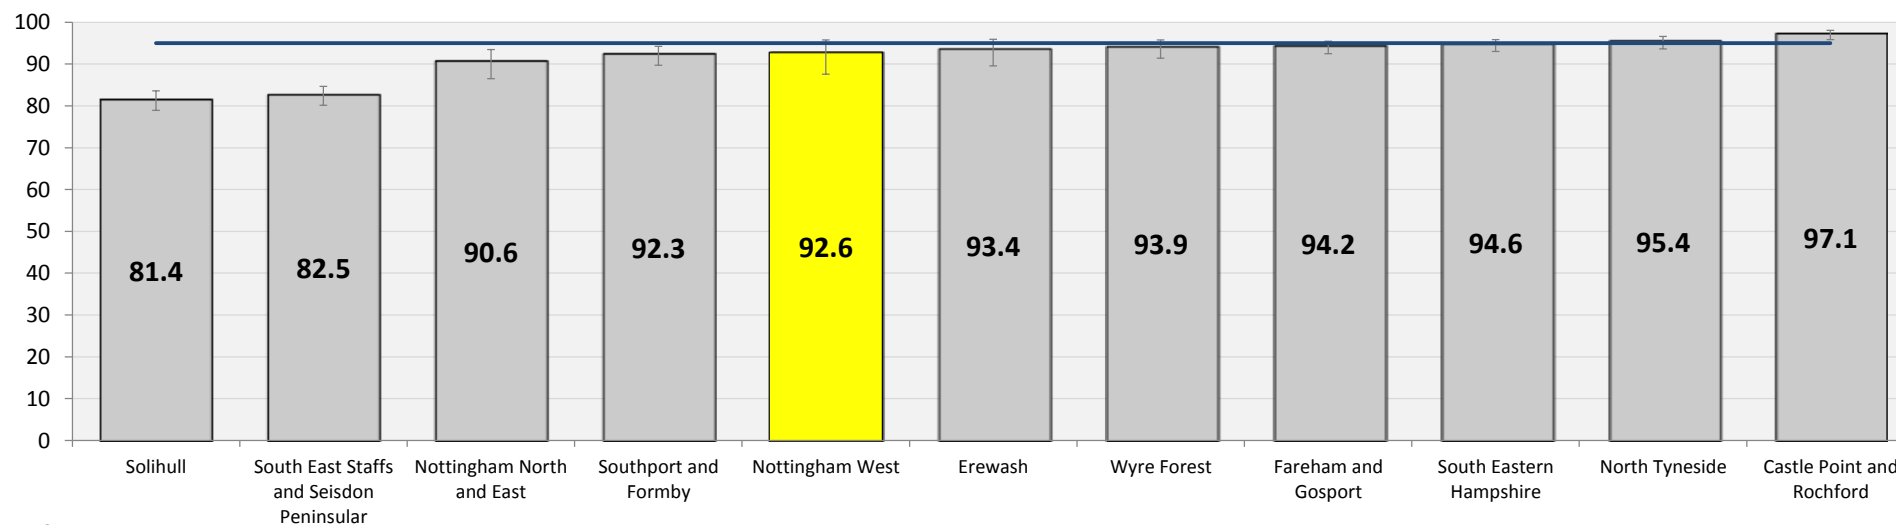 100
90
80
70
60
50
40
30
20
10
0
81.4
82.5
90.6
92.3
92.6
93.4
93.9
94.2
94.6
95.4
97.1
Solihull
South East Staffs
and Seisdon
Peninsular
Nottingham North
and East
Southport and
Formby
Nottingham West
Erewash
Wyre Forest
Fareham and
Gosport
South Eastern
Hampshire
North Tyneside
Castle Point and
Rochford